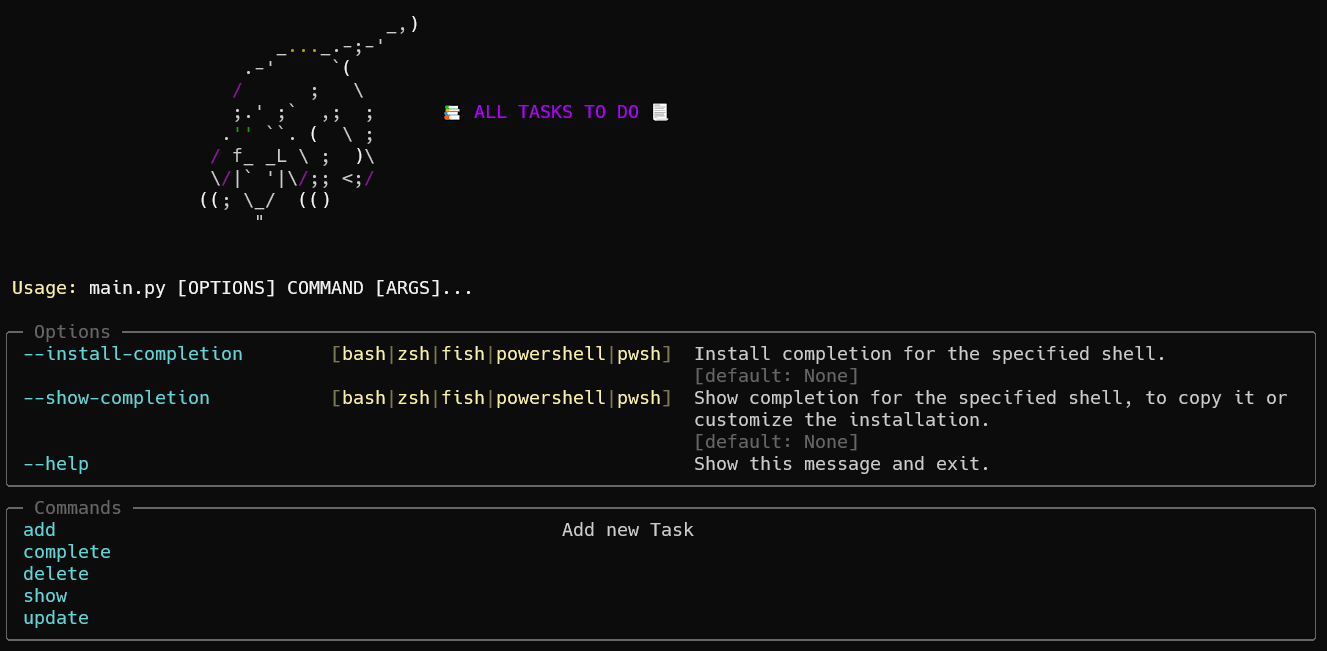 _,)
                         _..._.-;-'
                      .-'     `(
                     /      ;   \
                     ;.' ;`  ,;  ;
                    .'' ``. (  \ ;
                   / f_ _L \ ;  )\
                   \/|` '|\/;; <;/
                  ((; \_/  (()
                       "
📚 ALL TASKS TO DO 📃
Usage: main.py [OPTIONS] COMMAND [ARGS]...
Options
--install-completion [bash|zsh|fish|powershell|pwsh] Install completion for the specified shell.
[default: None]
--show-completion [bash|zsh|fish|powershell|pwsh] Show completion for the specified shell, to copy it or
customize the installation.
[default: None]
--help Show this message and exit.
Commands
add Add new Task
complete
delete
show
update